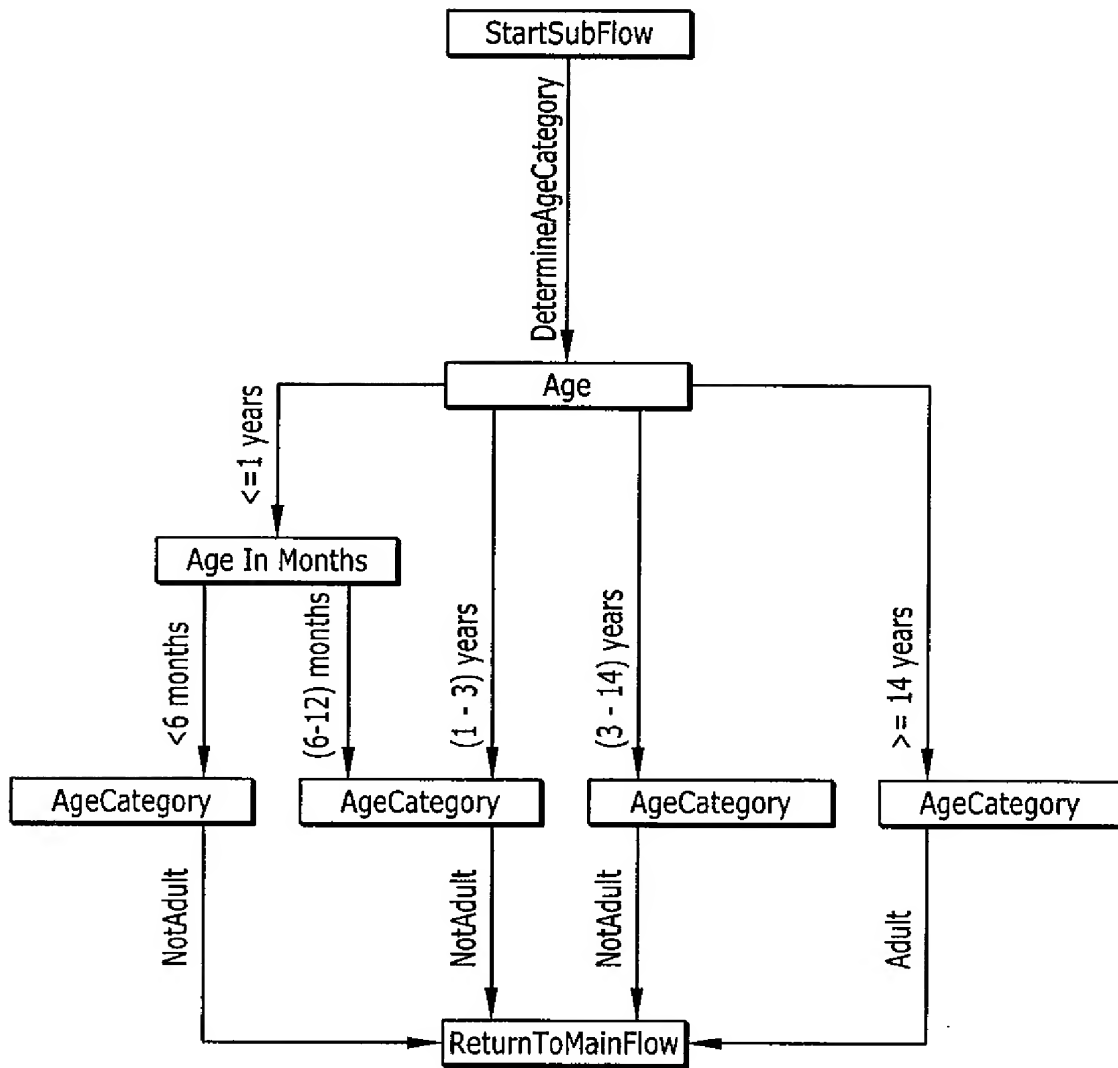 StartSubFlow
DetermineAgeCategory
Age
<=1 years
Age In Months
<6 months
(6-12) months
(1 - 3) years
(3 - 14) years
>= 14 years
AgeCategory
AgeCategory
AgeCategory
AgeCategory
NotAdult
NotAdult
NotAdult
Adult
ReturnToMainFlow